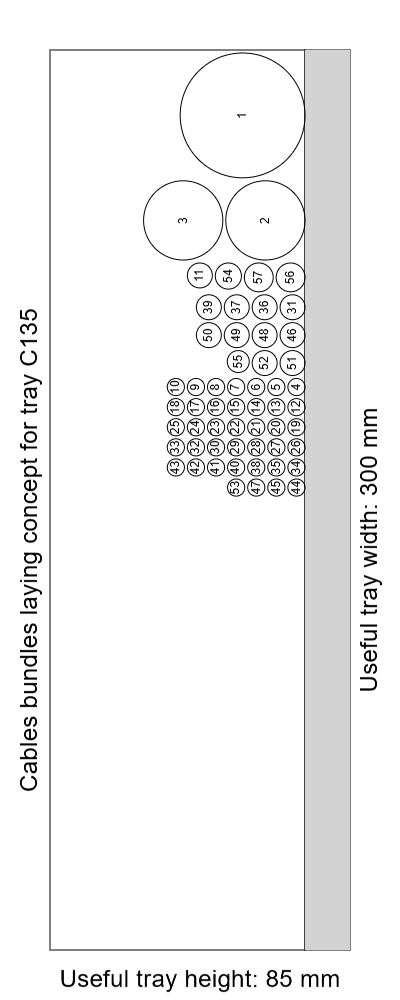 Cables bundles laying concept for tray C135
1
3 2
11 54 57 56
39 37 36 31
50 49 48 46
55 52 51
10 9 8 7 6 5 4
18 17 16 15 14 13 12
25 24 23 22 21 20 19
33 32 30 29 28 27 26
43 42 41 40 38 35 34
53 47 45 44
Useful tray width: 300 mm
Useful tray height: 85 mm